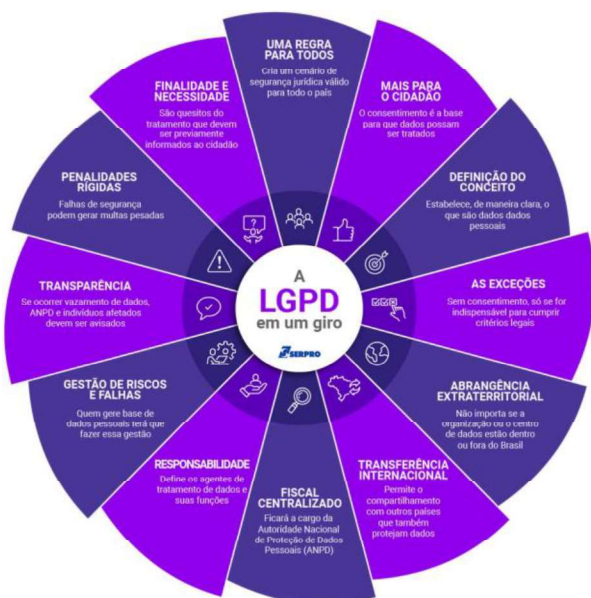 UMA REGRA
PARA TODOS
Cria um cenário de
segurança jurídica válido
para todo o país
MAIS PARA
O CIDADÃO
O consentimento é a base
para que dados possam
ser tratados
DEFINIÇÃO DO
CONCEITO
Estabelece, de maneira clara, o
que são dados dados
pessoais
AS EXCEÇÕES
Sem consentimento, só se for
indispensável para cumprir
critérios legais
ABRANGÊNCIA
EXTRATERRITORIAL
Não importa se a
organização ou o centro
de dados estão dentro
ou fora do Brasil
TRANSFERÊNCIA
INTERNACIONAL
Permite o
compartilhamento
com outros países
que também
protejam dados
FISCAL
CENTRALIZADO
Ficará a cargo da
Autoridade Nacional
de Proteção de Dados
Pessoais (ANPD)
RESPONSABILIDADE
Define os agentes de
tratamento de dados e
suas funções
GESTÃO DE RISCOS
E FALHAS
Quem gere base de
dados pessoais terá que
fazer essa gestão
TRANSPARÊNCIA
Se ocorrer vazamento de dados,
ANPD e indivíduos afetados
devem ser avisados
PENALIDADES
RÍGIDAS
Falhas de segurança
podem gerar multas pesadas
FINALIDADE E
NECESSIDADE
São quesitos do
tratamento que devem
ser previamente
informados ao cidadão
?
A
LGPD
em um giro
SERPRO